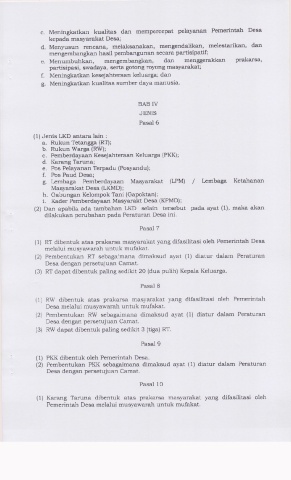 c. Meningkatkan kualitas dan mempercepat pelayanan Pemerintah Desa
kepada masyarakat Desa;
d. Menyusun rencana, melaksanakan, mengendalikan, melestarikan, dan
mengembangkan hasil pembangunan secara partisipatif;
e. Menumbuhkan, mengembangkan, dan menggerakkan prakarsa,
partisipasi, swadaya, serta gotong royong masyarakat;
f. Meningkatkan kesejahteraan keluarga; dan
g. Meningkatkan kualitas sumber daya manusia.
BAB IV
JENIS
Pasal 6
(1) Jenis LKD antara lain :
a. Rukun Tetangga (RT);
b. Rukun Warga (RW);
c. Pemberdayaan Kesejahteraan Keluarga (PKK);
d. Karang Taruna;
e. Pos Pelayanan Terpadu (Posyandu);
f. Pos Paud Desa;
g. Lembaga Pemberdayaan Masyarakat (LPM) / Lembaga Ketahanan
Masyarakat Desa (LKMD);
h. Gabungan Kelompok Tani (Gapoktan);
i. Kader Pemberdayaan Masyarakat Desa (KPMD);
(2) Dan apabila ada tambahan LKD selain tersebut pada ayat (1), maka akan
dilakukan perubahan pada Peraturan Desa ini.
Pasal 7
(1) RT dibentuk atas prakarsa masyarakat yang difasilitasi oleh Pemerintah Desa
melalui musyawarah untuk mufakat.
(2) Pembentukan RT sebagaimana dimaksud ayat (1) diatur dalam Peraturan
Desa dengan persetujuan Camat.
(3) RT dapat dibentuk paling sedikit 20 (dua puluh) Kepala Keluarga.
Pasal 8
(1) RW dibentuk atas prakarsa masyarakat yang difasilitasi oleh Pemerintah
Desa melalui musyawarah untuk mufakat.
(2) Pembentukan RW sebagaimana dimaksud ayat (1) diatur dalam Peraturan
Desa dengan persetujuan Camat.
(3) RW dapat dibentuk paling sedikit 3 (tiga) RT.
Pasal 9
(1) PKK dibentuk oleh Pemerintah Desa;
(2) Pembentukan PKK sebagaimana dimaksud ayat (1) diatur dalam Peraturan
Desa dengan persetujuan Camat.
Pasal 10
(1) Karang Taruna dibentuk atas prakarsa masyarakat yang difasilitasi oleh
Pemerintah Desa melalui musyawarah untuk mufakat.